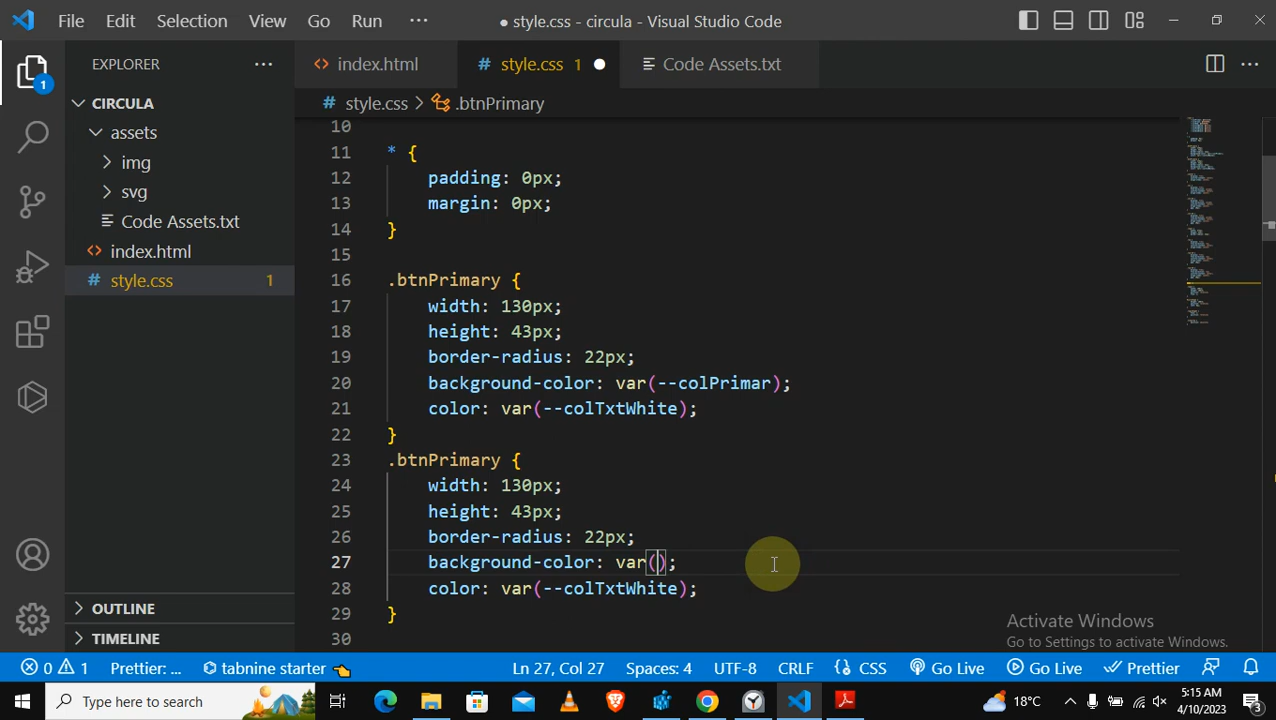 File Edit Selection View Go Run ··· ● style.css - circula - Visual Studio Code
EXPLORER ···
index.html # style.css 1 ● Code Assets.txt ···
CIRCULA
# style.css > .btnPrimary
assets
img
svg
Code Assets.txt
index.html
# style.css 1
OUTLINE
TIMELINE
10
11 * {
12 padding: 0px;
13 margin: 0px;
14 }
15
16 .btnPrimary {
17 width: 130px;
18 height: 43px;
19 border-radius: 22px;
20 background-color: var(--colPrimar);
21 color: var(--colTxtWhite);
22 }
23 .btnPrimary {
24 width: 130px;
25 height: 43px;
26 border-radius: 22px;
27 background-color: var();
28 color: var(--colTxtWhite);
29 }
30
1
Activate Windows
Go to Settings to activate Windows.
0 1 Prettier: ... tabnine starter 👈 Ln 27, Col 27 Spaces: 4 UTF-8 CRLF {} CSS Go Live Go Live Prettier
Type here to search
18°C
5:15 AM
4/10/2023
3